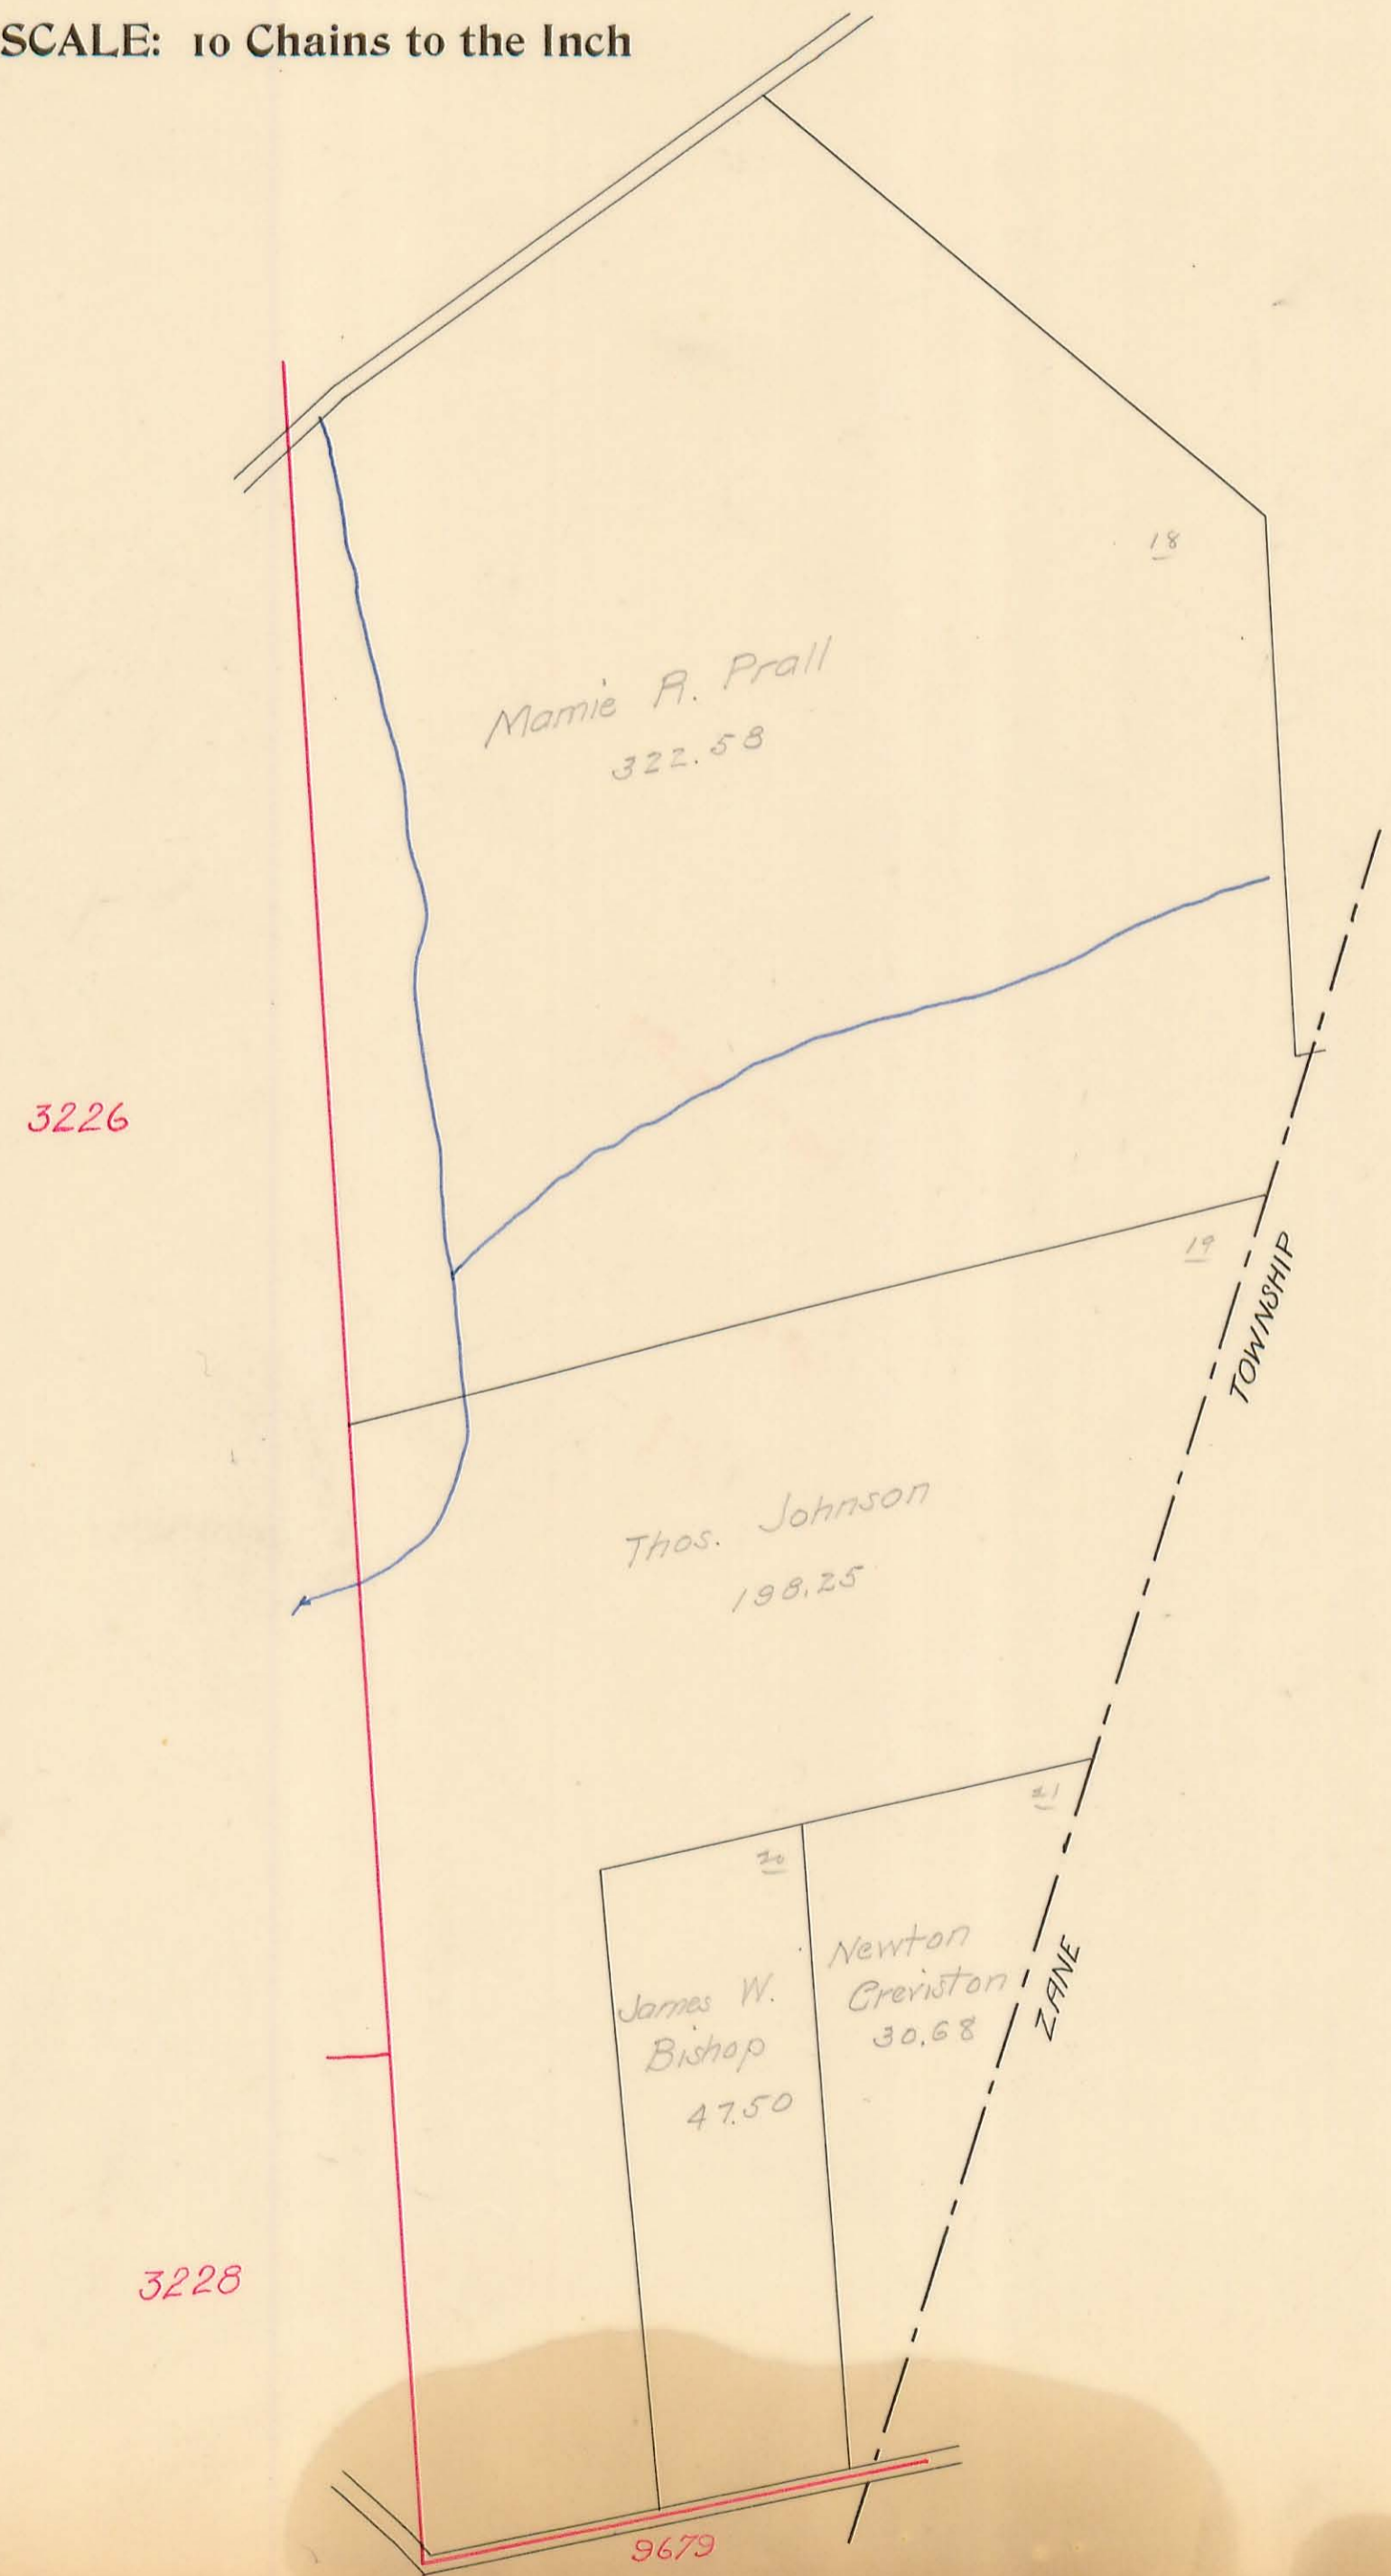 SCALE: 10 Chains to the Inch
18
Mamie R. Prall
322.58
3226
19
TOWNSHIP
Thos. Johnson
198.25
21
20
Newton
Creviston
30.68
James W.
Bishop
47.50
ZANE
3228
9679